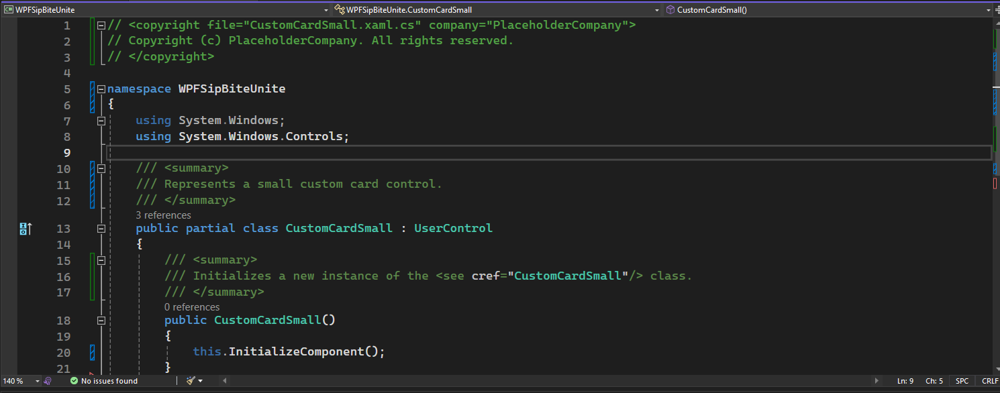 WPFSipBiteUnite WPFSipBiteUnite.CustomCardSmall CustomCardSmall()
1 // <copyright file="CustomCardSmall.xaml.cs" company="PlaceholderCompany">
2 // Copyright (c) PlaceholderCompany. All rights reserved.
3 // </copyright>
4
5 namespace WPFSipBiteUnite
6 {
7 using System.Windows;
8 using System.Windows.Controls;
9
10 /// <summary>
11 /// Represents a small custom card control.
12 /// </summary>
3 references
13 public partial class CustomCardSmall : UserControl
14 {
15 /// <summary>
16 /// Initializes a new instance of the <see cref="CustomCardSmall"/> class.
17 /// </summary>
0 references
18 public CustomCardSmall()
19 {
20 this.InitializeComponent();
21 }
140 % No issues found Ln: 9 Ch: 5 SPC CRLF